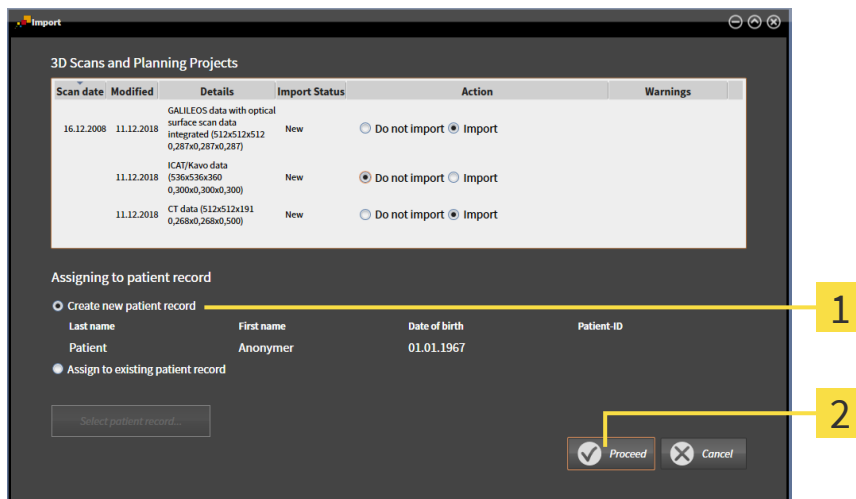 Import
3D Scans and Planning Projects
Scan date Modified Details Import Status Action Warnings
GALILEOS data with optical
surface scan data
16.12.2008 11.12.2018 integrated (512x512x512 New Do not import Import
0,287x0,287x0,287)
ICAT/Kavo data
11.12.2018 (536x536x360 New Do not import Import
0,300x0,300x0,300)
11.12.2018 CT data (512x512x191 New Do not import Import
0,268x0,268x0,500)
Assigning to patient record
Create new patient record 1
Last name First name Date of birth Patient-ID
Patient Anonymer 01.01.1967
Assign to existing patient record
Select patient record... 2
Proceed Cancel